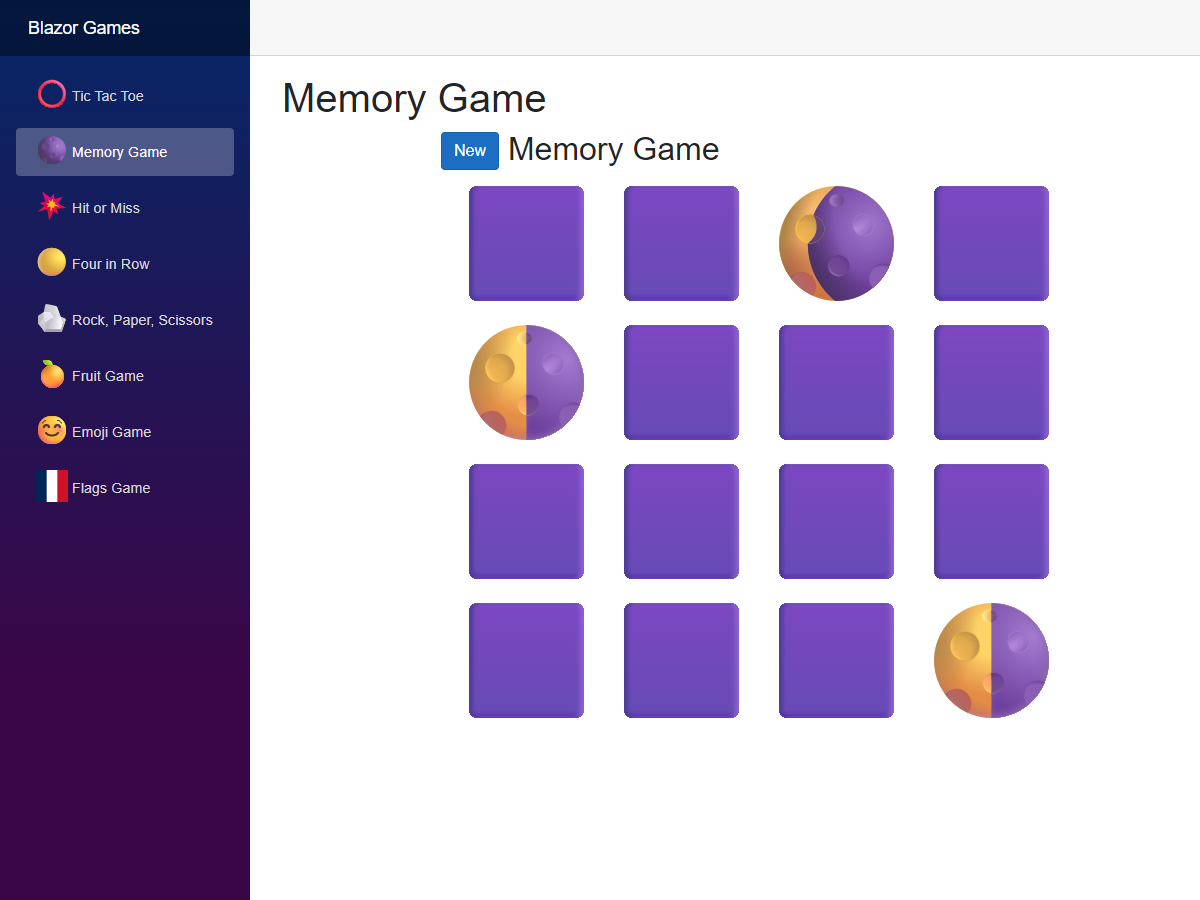 Blazor Games
Tic Tac Toe
Memory Game
Hit or Miss
Four in Row
Rock, Paper, Scissors
Fruit Game
Emoji Game
Flags Game
Memory Game
New Memory Game